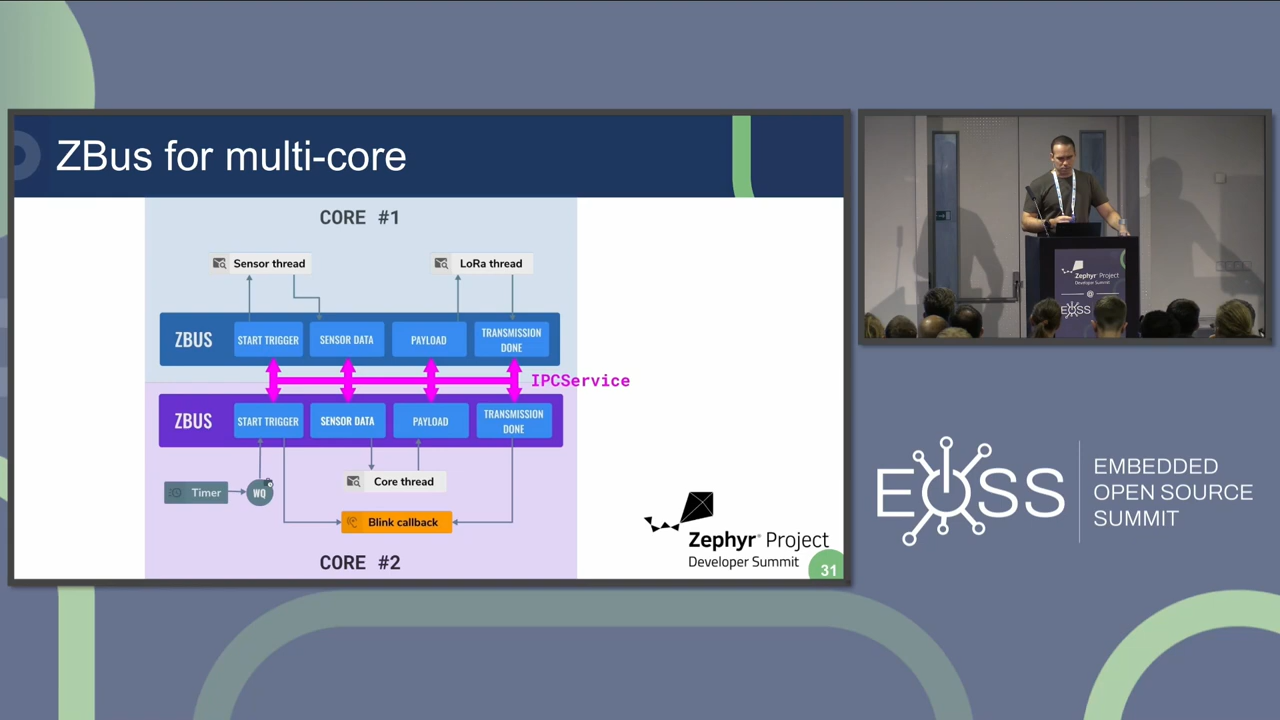 ZBus for multi-core
CORE #1
Sensor thread
LoRa thread
ZBUS
START TRIGGER
SENSOR DATA
PAYLOAD
TRANSMISSION
DONE
IPCService
ZBUS
START TRIGGER
SENSOR DATA
PAYLOAD
TRANSMISSION
DONE
Timer
WQ
Core thread
Blink callback
CORE #2
Zephyr® Project
Developer Summit
31
Zephyr Project
Developer Summit
@
EOSS
EOSS
EMBEDDED
OPEN SOURCE
SUMMIT